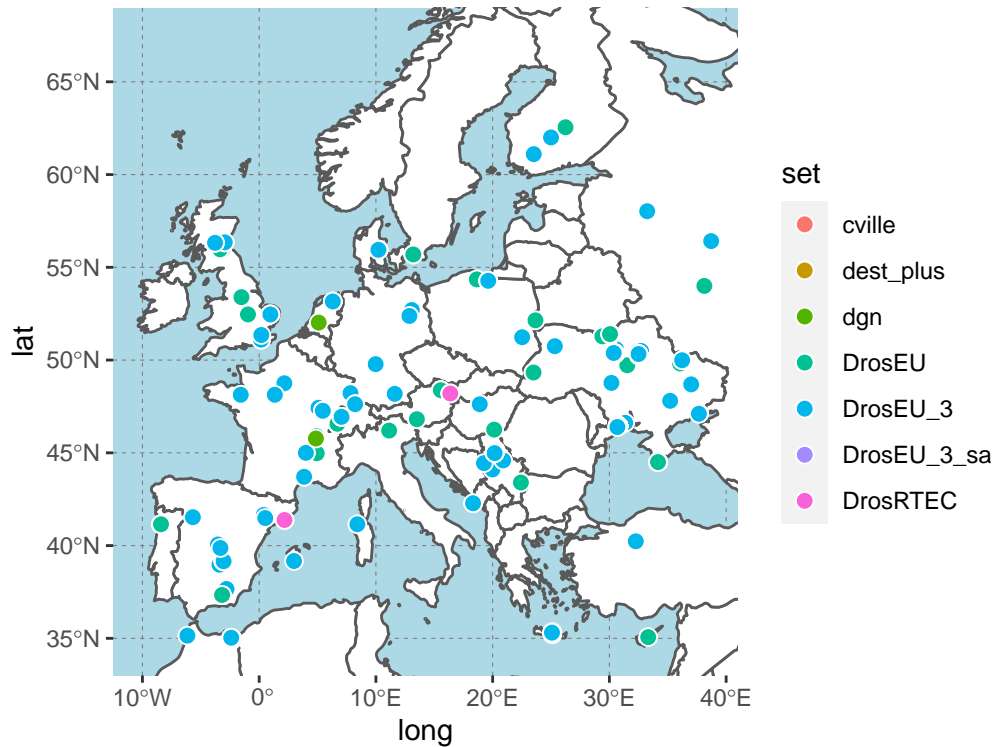 65°N
60°N
55°N
50°N
45°N
40°N
35°N
lat
10°W
0°
10°E
20°E
30°E
40°E
long
set
cville
dest_plus
dgn
DrosEU
DrosEU_3
DrosEU_3_sa
DrosRTEC